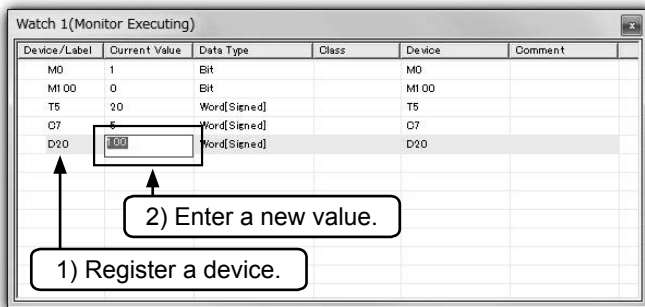 Watch 1(Monitor Executing)
Device/Label Current Value Data Type Class Device Comment
M0 1 Bit M0
M100 0 Bit M100
T5 20 Word[Signed] T5
C7 5 Word[Signed] C7
D20 100 Word[Signed] D20
2) Enter a new value.
1) Register a device.